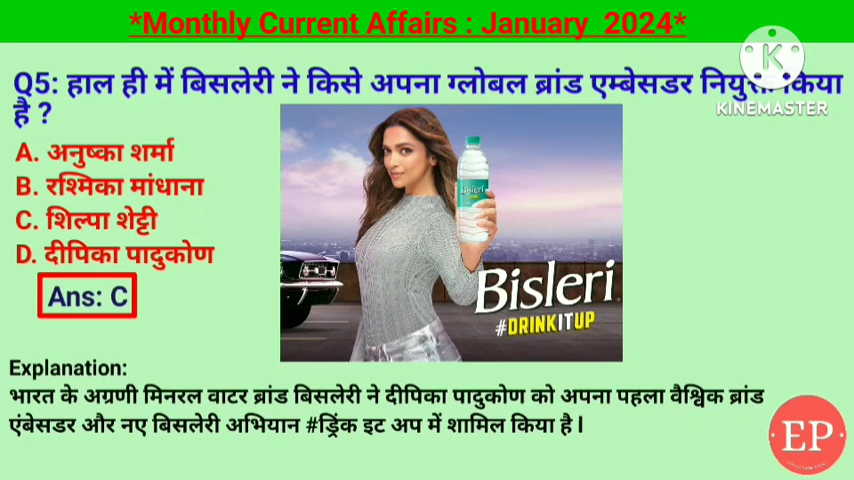 *Monthly Current Affairs : January 2024*
Q5: हाल ही में बिसलेरी ने किसे अपना ग्लोबल ब्रांड एम्बेसडर नियुक्त किया
है ?
KINEMASTER
A. अनुष्का शर्मा
B. रश्मिका मांधाना
C. शिल्पा शेट्टी
D. दीपिका पादुकोण
Ans: C
Bisleri
Bisleri
#DRINKITUP
Explanation:
भारत के अग्रणी मिनरल वाटर ब्रांड बिसलेरी ने दीपिका पादुकोण को अपना पहला वैश्विक ब्रांड
एंबेसडर और नए बिसलेरी अभियान #ड्रिंक इट अप में शामिल किया है l
EP